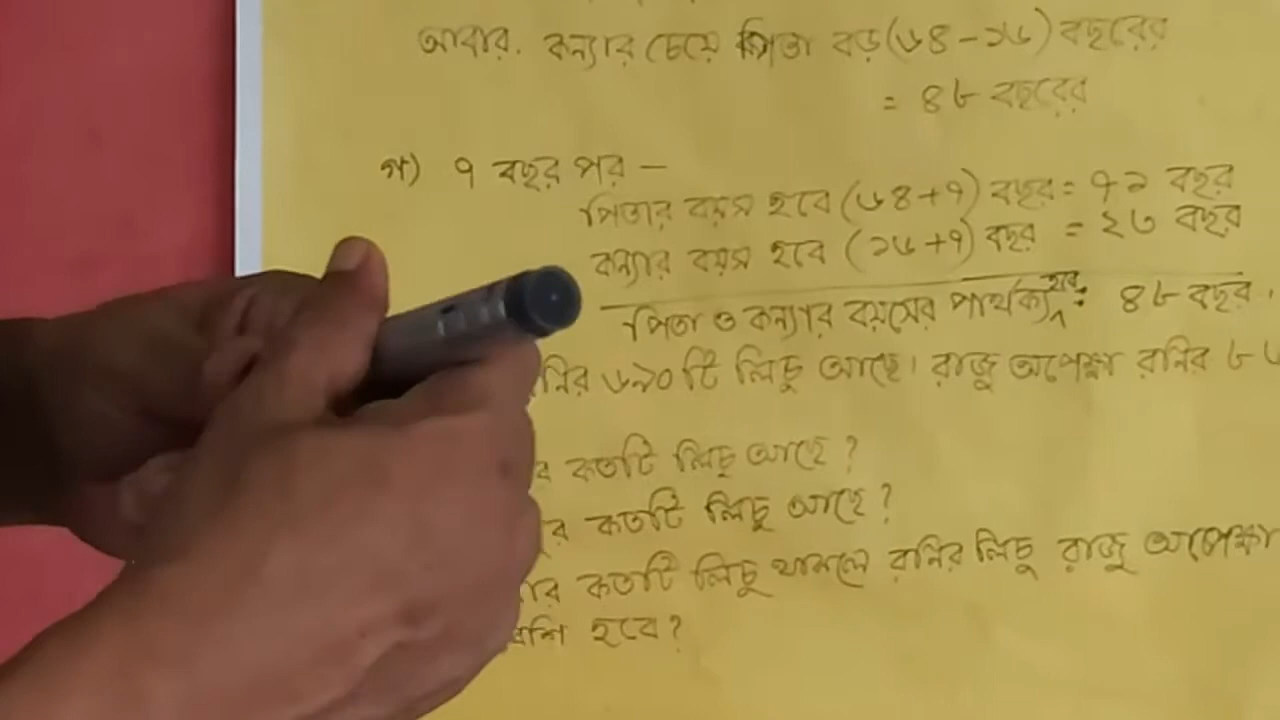 আবার, কন্যার চেয়ে পিতা বড় (৬৪-১৬) বছরের
= ৪৮ বছরের
গ) ৭ বছর পর -
পিতার বয়স হবে (৬৪+৭) বছর = ৭১ বছর
কন্যার বয়স হবে (১৬+৭) বছর = ২৩ বছর
পিতা ও কন্যার বয়সের পার্থক্য হবে: ৪৮ বছর।
৬৯০টি লিচু আছে। রাজু অপেক্ষা রনির ৮
কতটি লিচু আছে?
কতটি লিচু আছে?
কতটি লিচু থাকলে রনির লিচু রাজু অপেক্ষা
হবে?